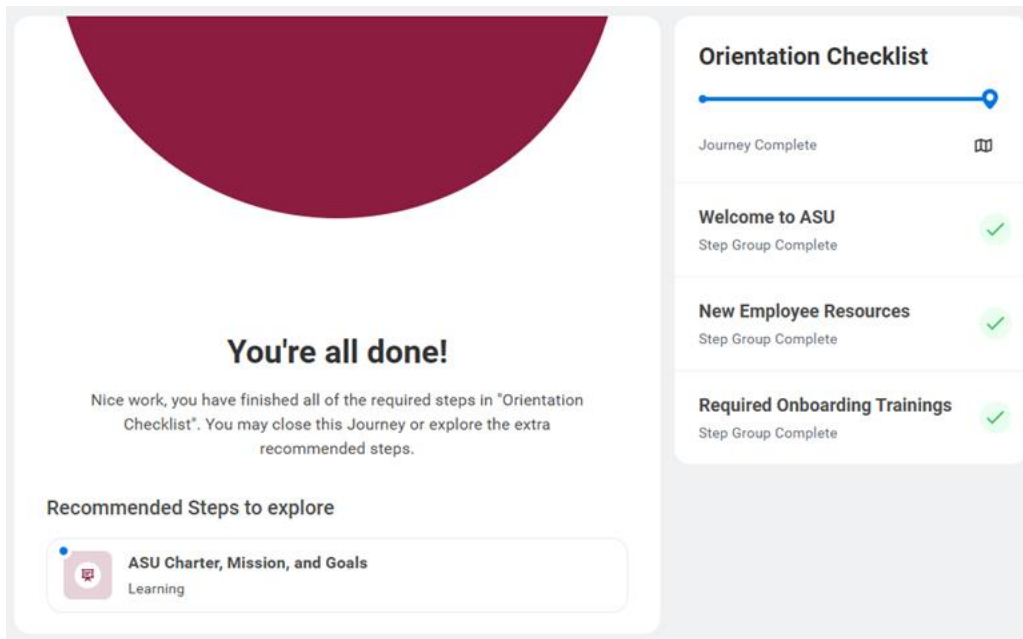 You're all done!
Nice work, you have finished all of the required steps in "Orientation
Checklist". You may close this Journey or explore the extra
recommended steps.
Recommended Steps to explore
ASU Charter, Mission, and Goals
Learning
Orientation Checklist
Journey Complete
Welcome to ASU
Step Group Complete
New Employee Resources
Step Group Complete
Required Onboarding Trainings
Step Group Complete